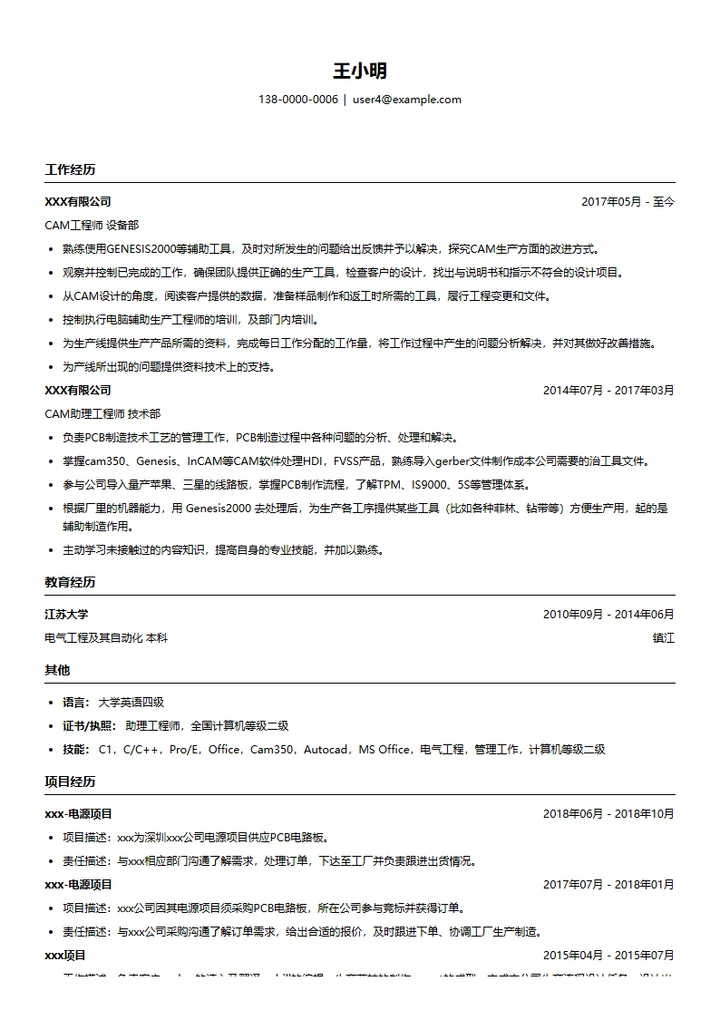 王小明
138-0000-0006 | user4@example.com
工作经历
XXX有限公司 2017年05月 - 至今
CAM工程师 设备部
• 熟练使用GENESIS2000等辅助工具，及时对所发生的问题给出反馈并予以解决，探究CAM生产方面的改进方式。
• 观察并控制已完成的工作，确保团队提供正确的生产工具，检查客户的设计，找出与说明书和指示不符合的设计项目。
• 从CAM设计的角度，阅读客户提供的数据，准备样品制作和返工时所需的工具，履行工程变更和文件。
• 控制执行电脑辅助生产工程师的培训，及部门内培训。
• 为生产线提供生产产品所需的资料，完成每日工作分配的工作量，将工作过程中产生的问题分析解决，并对其做好改善措施。
• 为产线所出现的问题提供资料技术上的支持。
XXX有限公司 2014年07月 - 2017年03月
CAM助理工程师 技术部
• 负责PCB制造技术工艺的管理工作，PCB制造过程中各种问题的分析、处理和解决。
• 掌握cam350、Genesis、InCAM等CAM软件处理HDI，FVSS产品，熟练导入gerber文件制作成本公司需要的治工具文件。
• 参与公司导入量产苹果、三星的线路板，掌握PCB制作流程，了解TPM、IS9000、5S等管理体系。
• 根据厂里的机器能力，用 Genesis2000 去处理后，为生产各工序提供某些工具（比如各种菲林、钻带等）方便生产用，起的是
辅助制造作用。
• 主动学习未接触过的内容知识，提高自身的专业技能，并加以熟练。
教育经历
江苏大学 2010年09月 - 2014年06月
电气工程及其自动化 本科 镇江
其他
• 语言： 大学英语四级
• 证书/执照： 助理工程师，全国计算机等级二级
• 技能： C1，C/C++，Pro/E，Office，Cam350，Autocad，MS Office，电气工程，管理工作，计算机等级二级
项目经历
xxx-电源项目 2018年06月 - 2018年10月
• 项目描述：xxx为深圳xxx公司电源项目供应PCB电路板。
• 责任描述：与xxx相应部门沟通了解需求，处理订单，下达至工厂并负责跟进出货情况。
xxx-电源项目 2017年07月 - 2018年01月
• 项目描述：xxx公司因其电源项目须采购PCB电路板，所在公司参与竞标并获得订单。
• 责任描述：与xxx公司采购沟通了解订单需求，给出合适的报价，及时跟进下单、协调工厂生产制造。
xxx项目 2015年04月 - 2015年07月